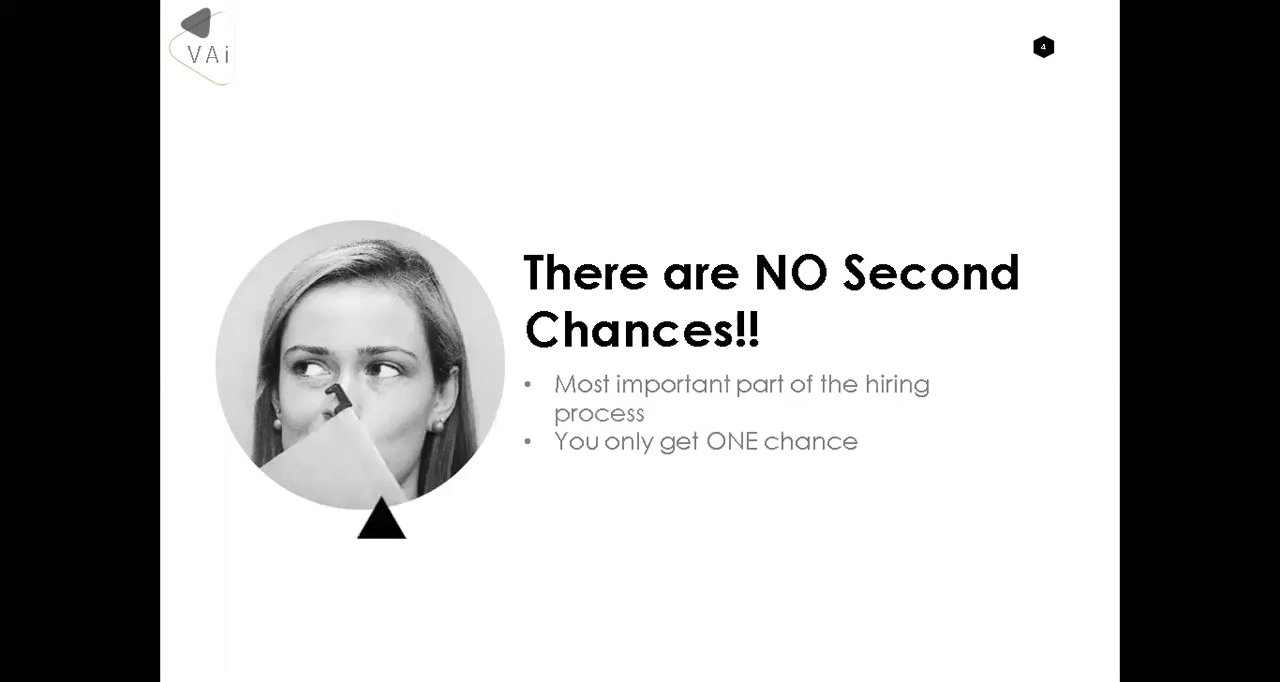 VAi
4
There are NO Second
Chances!!
• Most important part of the hiring
process
• You only get ONE chance